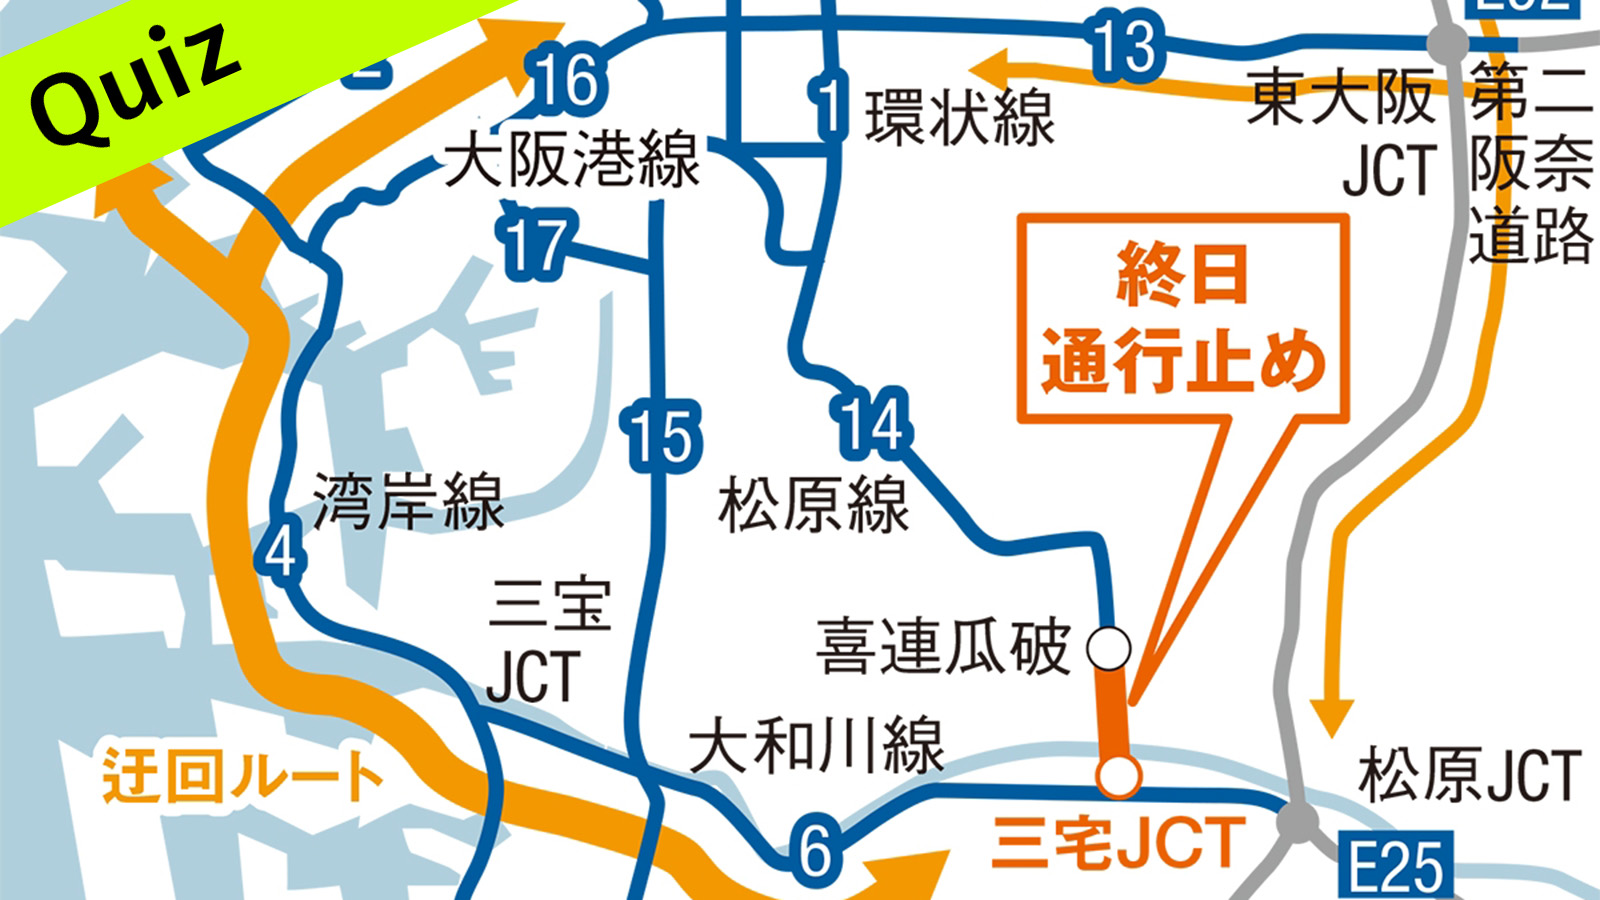 Quiz
16
13
1
環状線
東大阪
JCT
第二
阪奈
道路
大阪港線
17
終日
通行止め
15
14
湾岸線
松原線
4
三宝
JCT
喜連瓜破
大和川線
迂回ルート
松原JCT
6
三宅JCT
E25